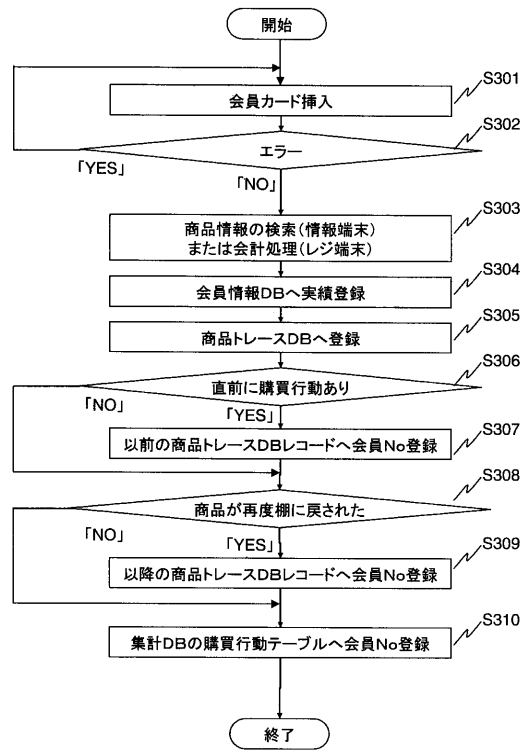 開始
S301
会員カード挿入
S302
エラー
「YES」
「NO」
S303
商品情報の検索（情報端末）
または会計処理（レジ端末）
S304
会員情報DBへ実績登録
S305
商品トレースDBへ登録
S306
直前に購買行動あり
「NO」
「YES」
S307
以前の商品トレースDBレコードへ会員No登録
S308
商品が再度棚に戻された
「NO」
「YES」
S309
以降の商品トレースDBレコードへ会員No登録
S310
集計DBの購買行動テーブルへ会員No登録
終了